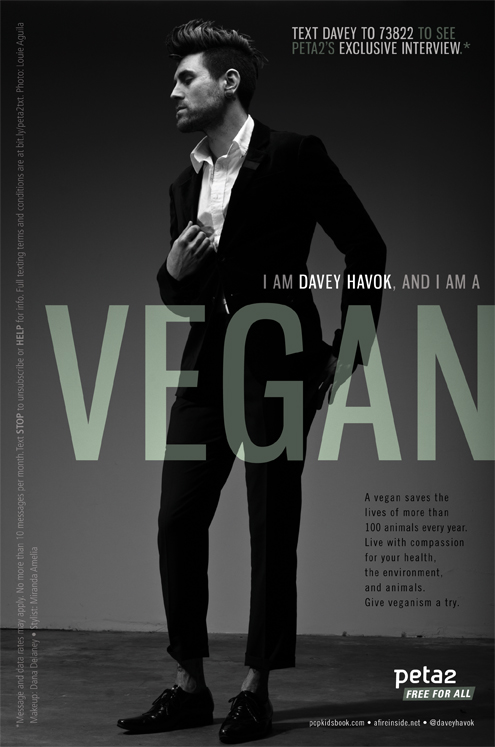 TEXT DAVEY TO 73822 TO SEE
PETA2'S EXCLUSIVE INTERVIEW.*
I AM DAVEY HAVOK, AND I AM A
VEGAN
A vegan saves the
lives of more than
100 animals every year.
Live with compassion
for your health,
the environment,
and animals.
Give veganism a try.
peta2
FREE FOR ALL
popkidsbook.com • afireinside.net • @daveyhavok
*Message and data rates may apply. No more than 10 messages per month.Text STOP to unsubscribe or HELP for info. Full texting terms and conditions are at bit.ly/peta2txt. Photo: Louie Aguila
Makeup: Dana Delaney • Stylist: Miranda Amelia